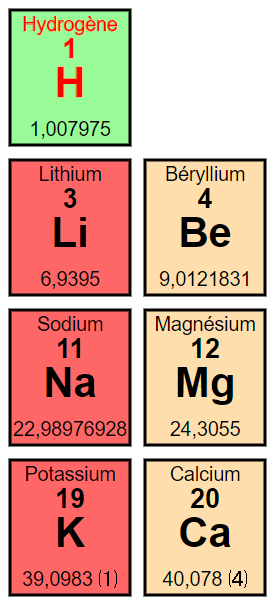 Hydrogène
1
H
1,007975
Lithium
3
Li
6,9395
Béryllium
4
Be
9,0121831
Sodium
11
Na
22,98976928
Magnésium
12
Mg
24,3055
Potassium
19
K
39,0983 (1)
Calcium
20
Ca
40,078 (4)